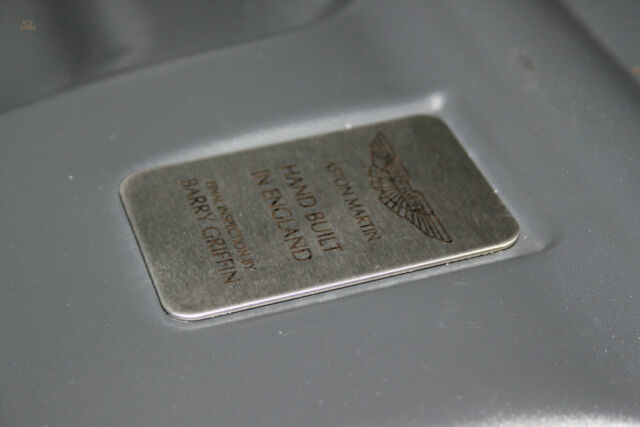 ASTON MARTIN
HAND BUILT
IN ENGLAND
FINAL INSPECTION BY
BARRY GRIFFIN